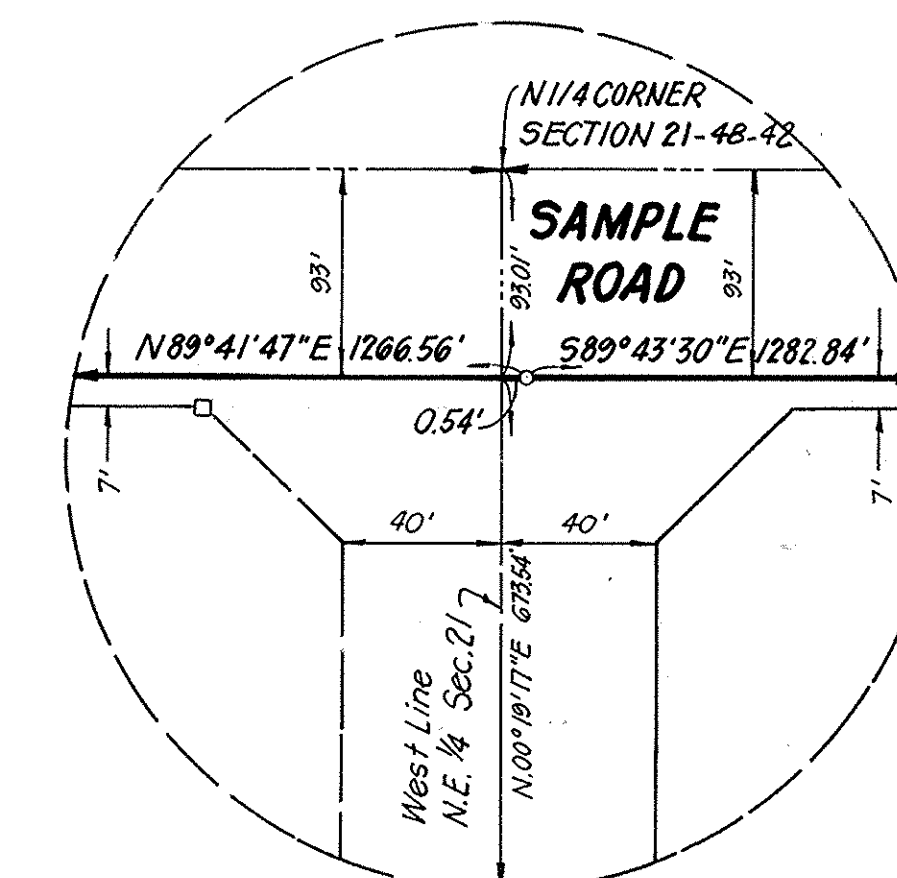 N1/4 CORNER
SECTION 21-48-42
SAMPLE
ROAD
93'
93.01'
93'
N89°41'47"E 1266.56'
S89°43'30"E 1282.84'
0.54'
7'
7'
40'
40'
West Line
N.E. 1/4 Sec. 21
N.00°19'17"E 673.54'